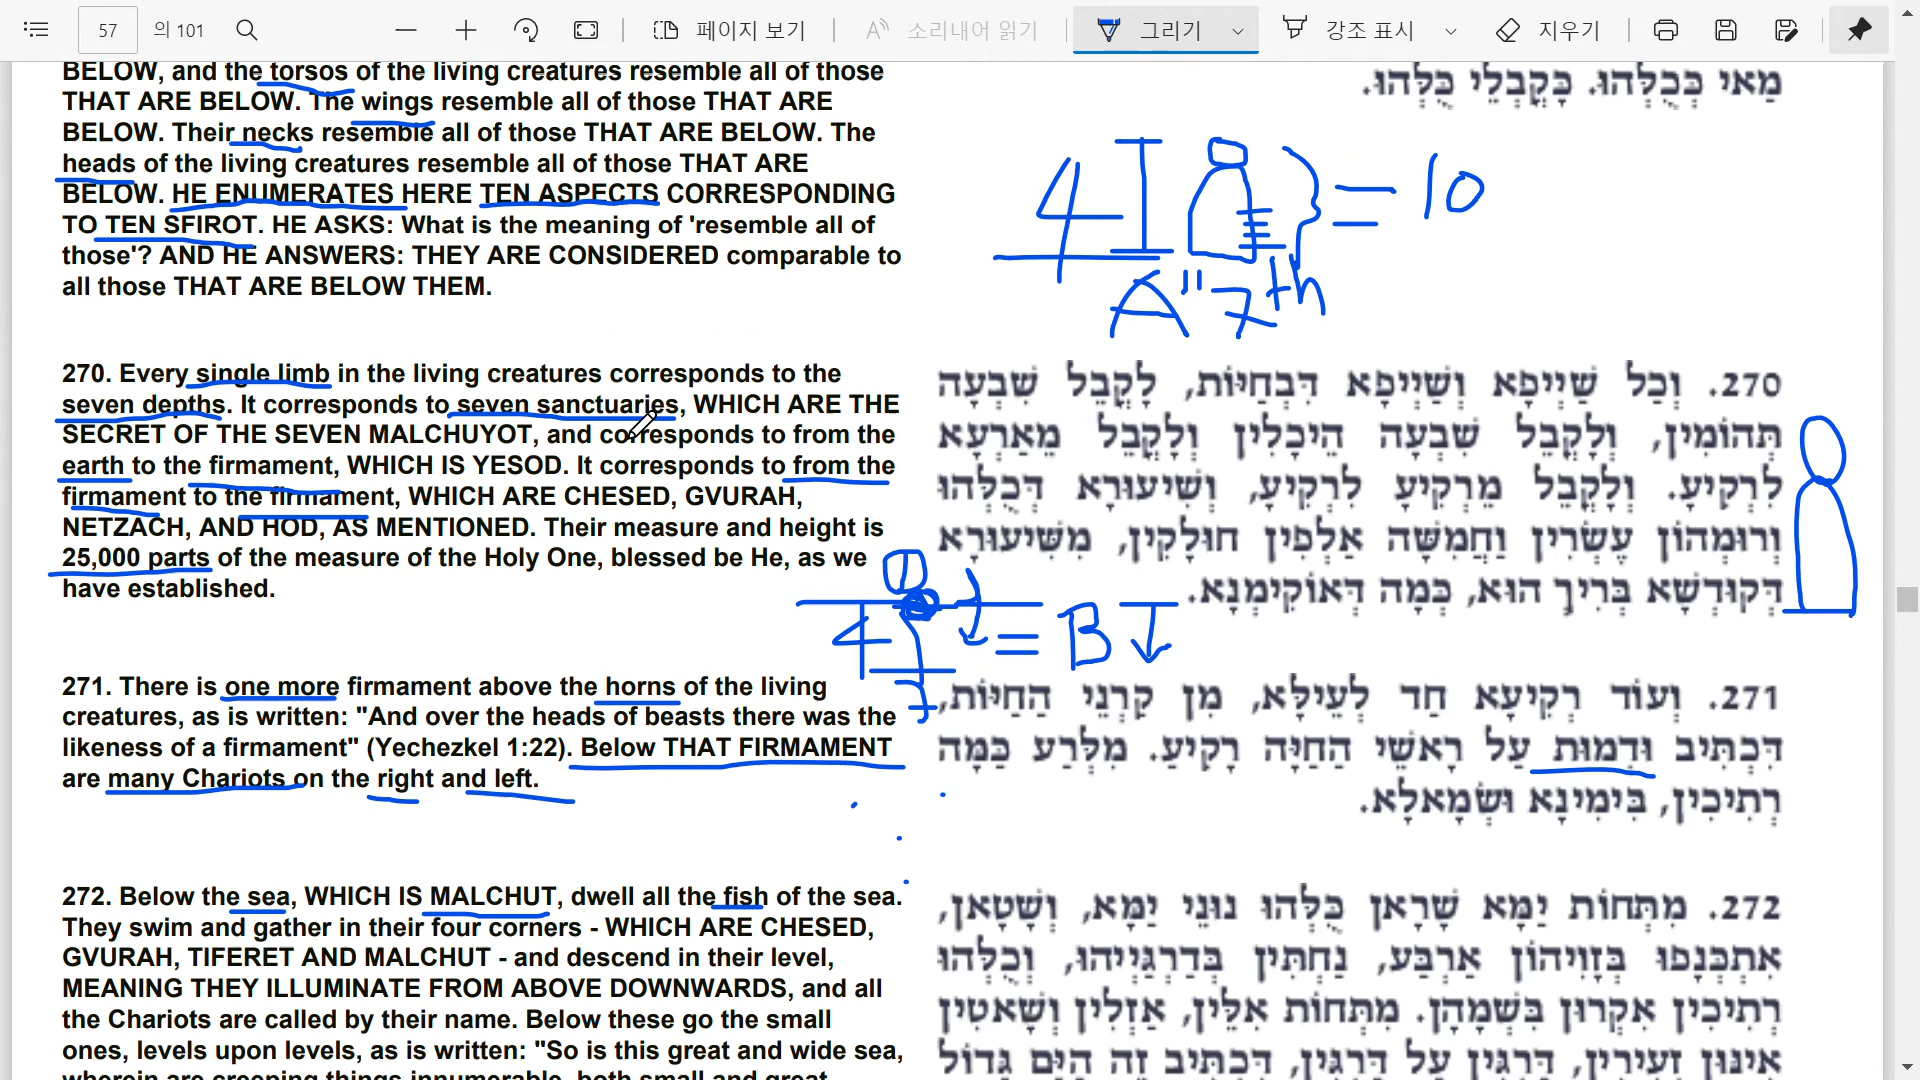 57 의 101 페이지 보기 소리내어 읽기 그리기 강조 표시 지우기
BELOW, and the torsos of the living creatures resemble all of those
THAT ARE BELOW. The wings resemble all of those THAT ARE
BELOW. Their necks resemble all of those THAT ARE BELOW. The
heads of the living creatures resemble all of those THAT ARE
BELOW. HE ENUMERATES HERE TEN ASPECTS CORRESPONDING
TO TEN SFIROT. HE ASKS: What is the meaning of 'resemble all of
those'? AND HE ANSWERS: THEY ARE CONSIDERED comparable to
all those THAT ARE BELOW THEM.
מַאי כְּכֻלְּהוּ. כָּקֳבְלֵי כֻּלְּהוּ.
4 = 10
A" 7th
270. Every single limb in the living creatures corresponds to the
seven depths. It corresponds to seven sanctuaries, WHICH ARE THE
SECRET OF THE SEVEN MALCHUYOT, and corresponds to from the
earth to the firmament, WHICH IS YESOD. It corresponds to from the
firmament to the firmament, WHICH ARE CHESED, GVURAH,
NETZACH, AND HOD, AS MENTIONED. Their measure and height is
25,000 parts of the measure of the Holy One, blessed be He, as we
have established.
270. וְכָל שַׁיְיפָא וְשַׁיְיפָא דִּבְחַיּוֹת, לָקֳבֵל שִׁבְעָה
תְּהוֹמִין, וְלָקֳבֵל שִׁבְעָה הֵיכָלִין וְלָקֳבֵל מֵאַרְעָא
לִרְקִיעָ. וְלָקֳבֵל מֵרְקִיעָ לִרְקִיעָ, וְשִׁיעוּרָא דְּכֻלְּהוּ
וְרוּמְהוֹן עֶשְׂרִין וַחֲמִשָּׁה אַלְפִין חוּלָקִין, מִשִּׁיעוּרָא
דְּקוּדְשָׁא בְּרִיךְ הוּא, כְּמָה דְּאוֹקִימְנָא.
4 = B
271. There is one more firmament above the horns of the living
creatures, as is written: "And over the heads of beasts there was the
likeness of a firmament" (Yechezkel 1:22). Below THAT FIRMAMENT
are many Chariots on the right and left.
271. וְעוֹד רְקִיעָא חַד לְעֵילָּא, מִן קַרְנֵי הַחַיּוֹת,
דִּכְתִּיב וּדְמוּת עַל רָאשֵׁי הַחַיָּה רָקִיעַ. מִלְּרַע כַּמָּה
רְתִיכִין, בִּימִינָא וּשְׂמָאלָא.
272. Below the sea, WHICH IS MALCHUT, dwell all the fish of the sea.
They swim and gather in their four corners - WHICH ARE CHESED,
GVURAH, TIFERET AND MALCHUT - and descend in their level,
MEANING THEY ILLUMINATE FROM ABOVE DOWNWARDS, and all
the Chariots are called by their name. Below these go the small
ones, levels upon levels, as is written: "So is this great and wide sea,
wherein are creeping things innumerable, both small and great
272. מִתְּחוֹת יַמָּא שָׁרָאן כֻּלְּהוּ נוּנֵי יַמָּא, וְשָׁטָאן,
אִתְכְּנָפוּ בְּזָוִויהוֹן אַרְבַּע, נַחְתִּין בְּדַרְגַּיְיהוּ, וְכֻלְּהוּ
רְתִיכִין אִקְרוּן בִּשְׁמָהָן. מִתְּחוֹת אִלֵּין, אַזְלִין וְשָׁאטִין
אִינּוּן זְעִירִין, דַּרְגִּין עַל דַּרְגִּין, דִּכְתִּיב זֶה הַיָּם גָּדוֹל